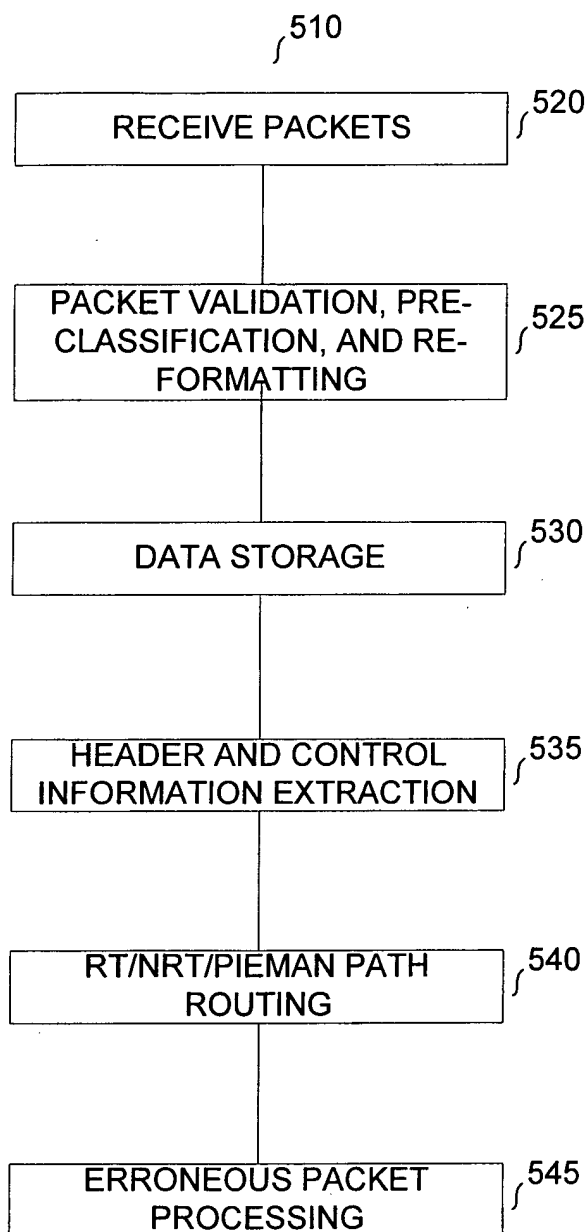 510
RECEIVE PACKETS
520
PACKET VALIDATION, PRE-
CLASSIFICATION, AND RE-
FORMATTING
525
DATA STORAGE
530
HEADER AND CONTROL
INFORMATION EXTRACTION
535
RT/NRT/PIEMAN PATH
ROUTING
540
ERRONEOUS PACKET
PROCESSING
545